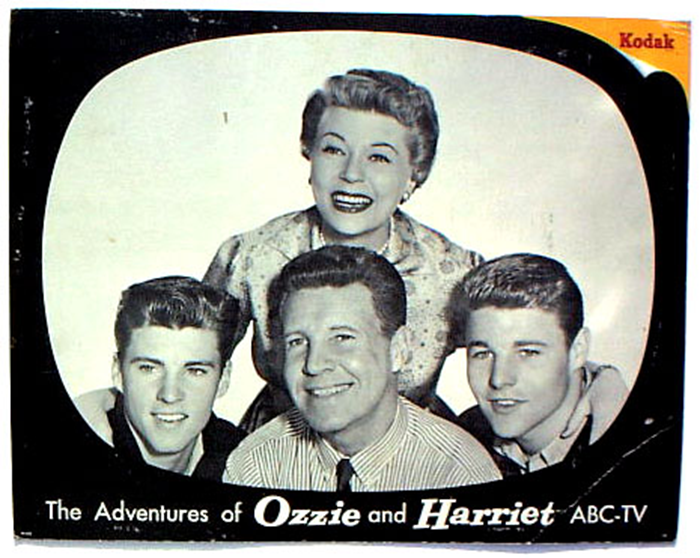 Kodak
The Adventures of Ozzie and Harriet ABC-TV